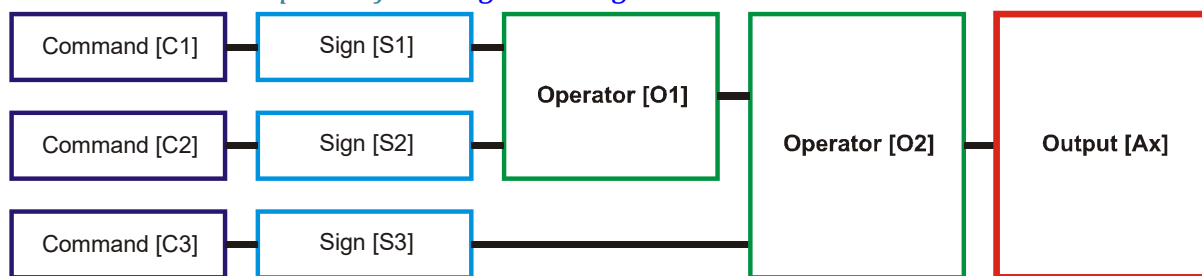 Command [C1]
Sign [S1]
Operator [O1]
Command [C2]
Sign [S2]
Operator [O2]
Output [Ax]
Command [C3]
Sign [S3]